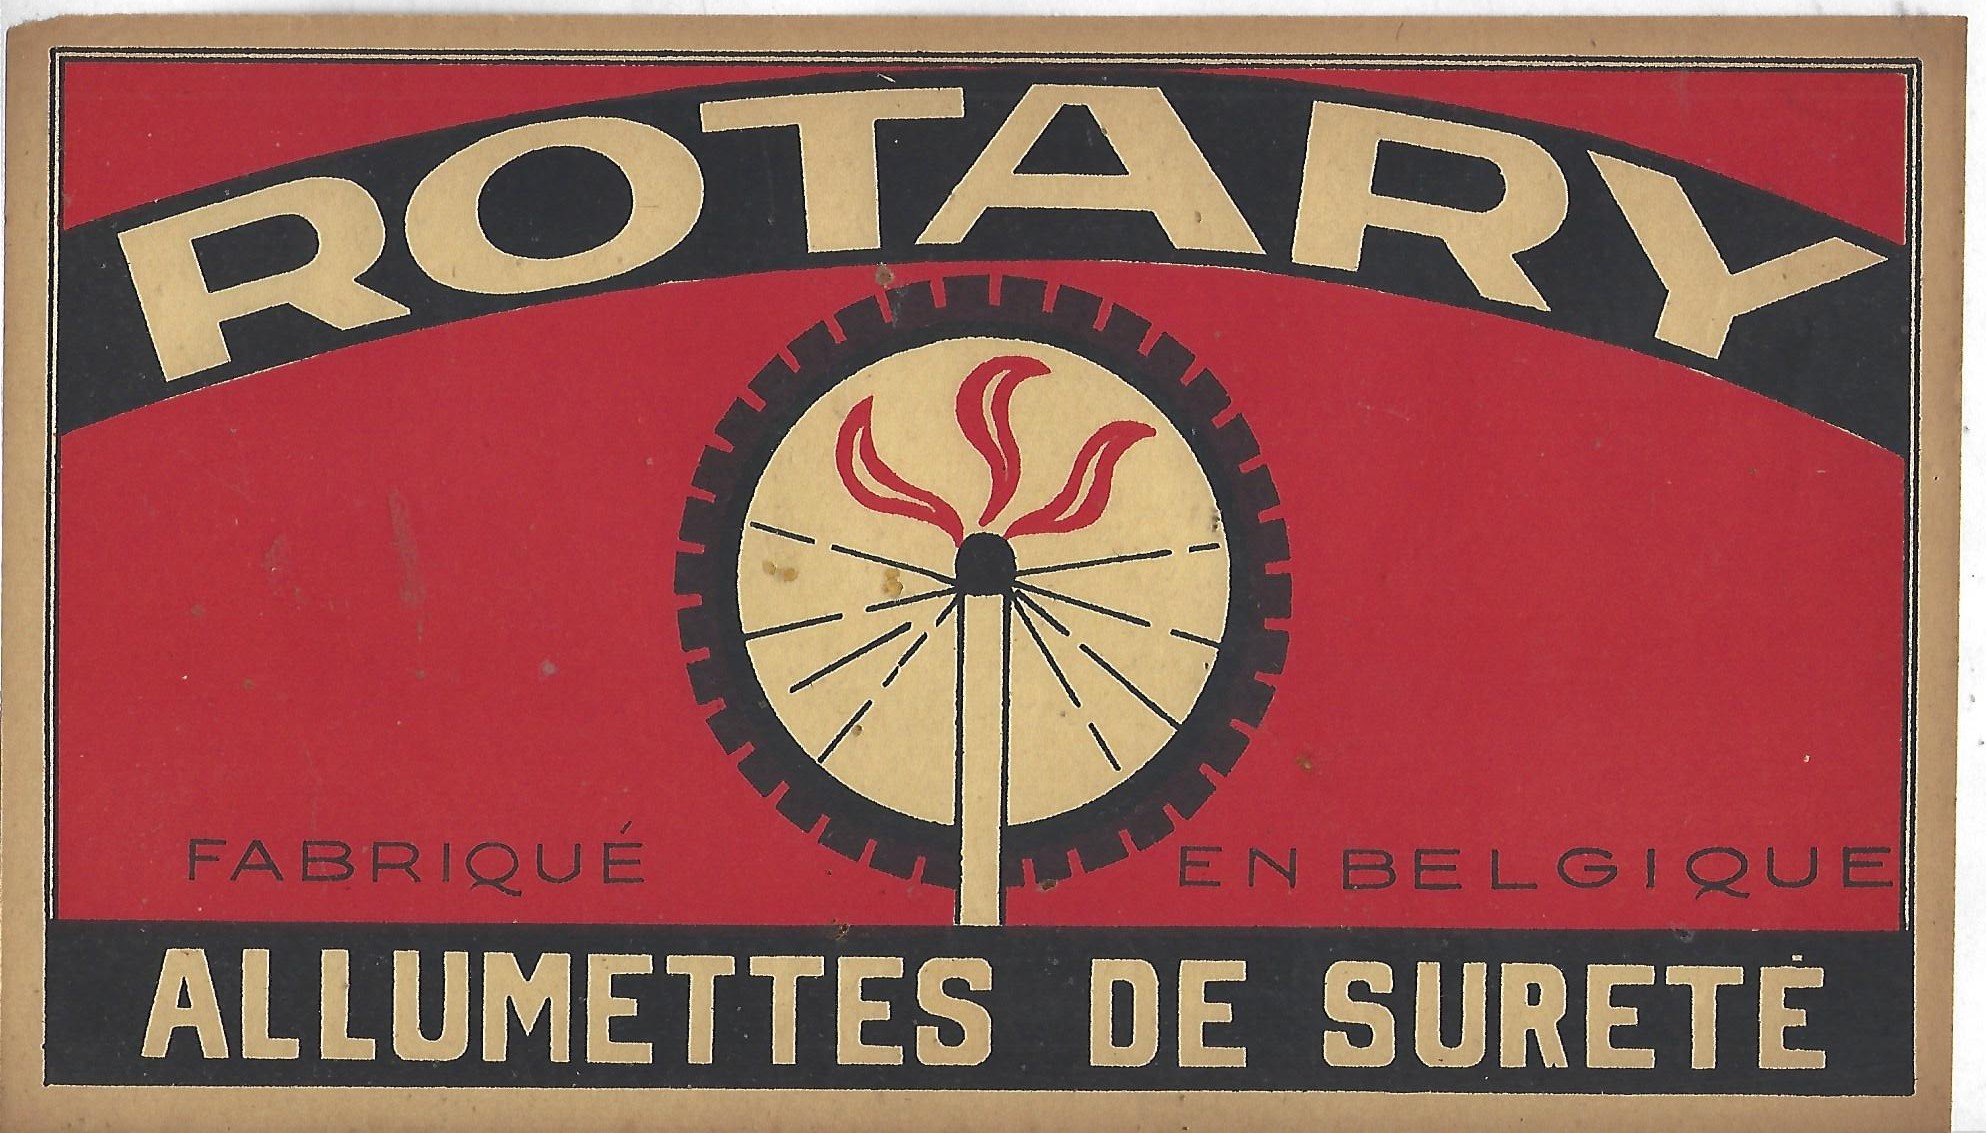 ROTARY
FABRIQUÉ EN BELGIQUE
ALLUMETTES DE SURETÉ